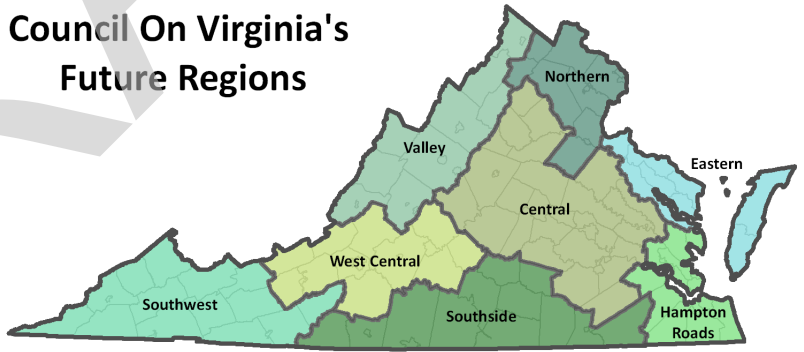 Council On Virginia's
Future Regions
Northern
Valley
Eastern
Central
West Central
Southwest
Southside
Hampton
Roads